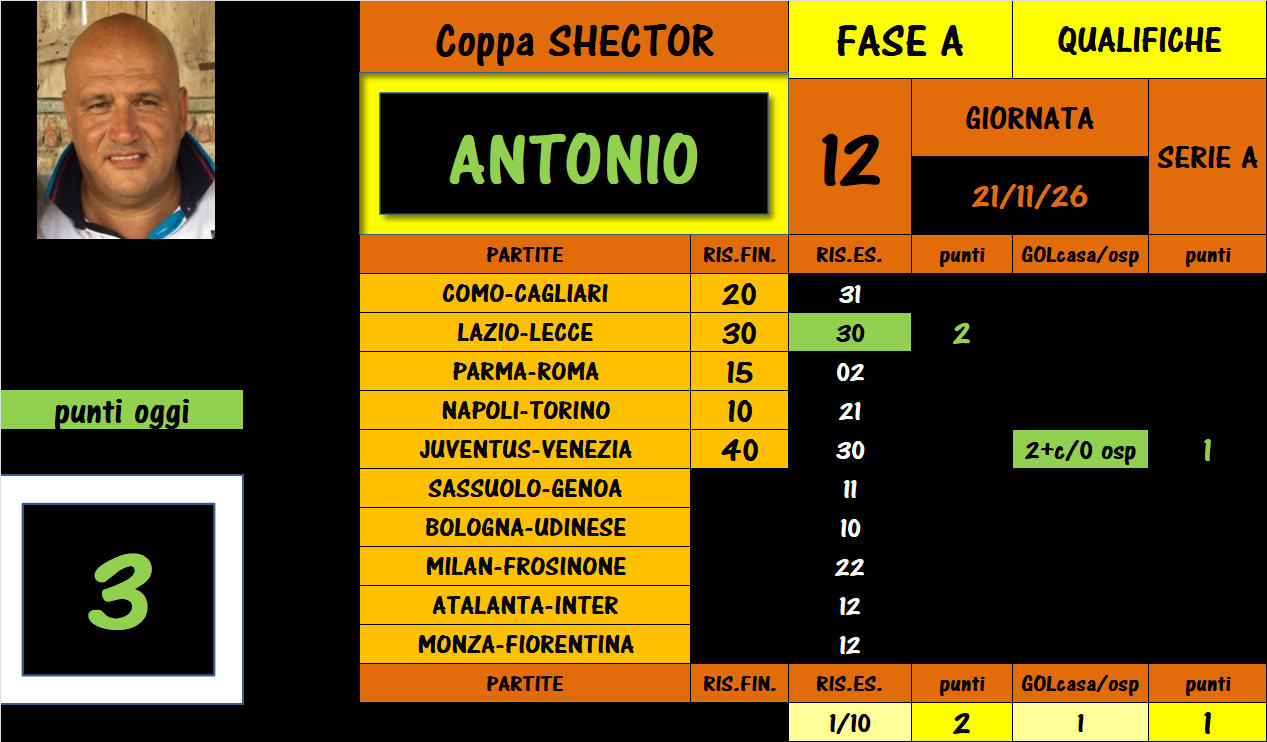 Coppa SHECTOR FASE A QUALIFICHE
ANTONIO 12 GIORNATA SERIE A
21/11/26
PARTITE RIS.FIN. RIS.ES. punti GOLcasa/osp punti
COMO-CAGLIARI 20 31
LAZIO-LECCE 30 30 2
PARMA-ROMA 15 02
punti oggi
NAPOLI-TORINO 10 21
JUVENTUS-VENEZIA 40 30 2+c/0 osp 1
SASSUOLO-GENOA 11
BOLOGNA-UDINESE 10
MILAN-FROSINONE 22
3
ATALANTA-INTER 12
MONZA-FIORENTINA 12
PARTITE RIS.FIN. RIS.ES. punti GOLcasa/osp punti
1/10 2 1 1